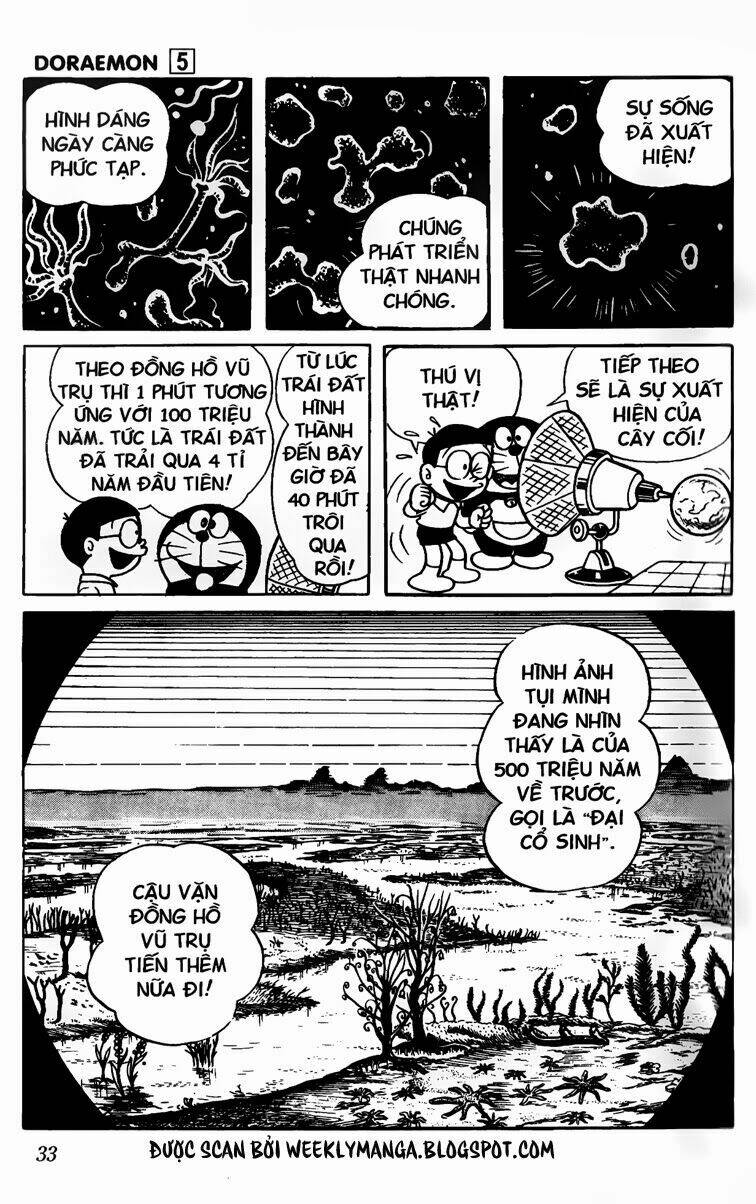 DORAEMON 5
SỰ SỐNG
ĐÃ XUẤT
HIỆN!
CHÚNG
PHÁT TRIỂN
THẬT NHANH
CHÓNG.
HÌNH DÁNG
NGÀY CÀNG
PHỨC TẠP.
TIẾP THEO
SẼ LÀ SỰ XUẤT
HIỆN CỦA
CÂY CỐI!
THÚ VỊ
THẬT!
TỪ LÚC
TRÁI ĐẤT
HÌNH
THÀNH
ĐẾN BÂY
GIỜ ĐÃ
40 PHÚT
TRÔI
QUA
RỒI!
THEO ĐỒNG HỒ VŨ
TRỤ THÌ 1 PHÚT TƯƠNG
ỨNG VỚI 100 TRIỆU
NĂM. TỨC LÀ TRÁI ĐẤT
ĐÃ TRẢI QUA 4 TỈ
NĂM ĐẦU TIÊN!
HÌNH ẢNH
TỤI MÌNH
ĐANG NHÌN
THẤY LÀ CỦA
500 TRIỆU NĂM
VỀ TRƯỚC,
GỌI LÀ "ĐẠI
CỔ SINH".
CẬU VẶN
ĐỒNG HỒ
VŨ TRỤ
TIẾN THÊM
NỮA ĐI!
33
ĐƯỢC SCAN BỞI WEEKLYMANGA.BLOGSPOT.COM